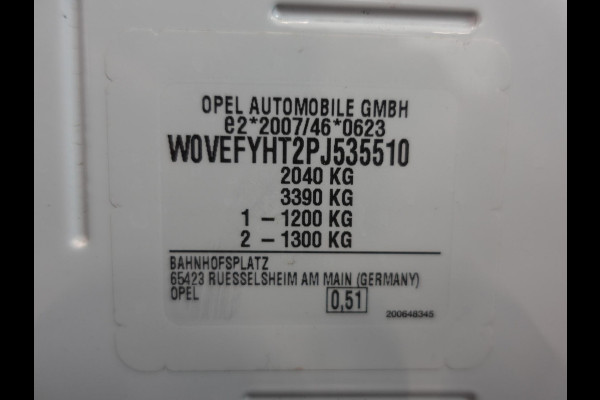 OPEL AUTOMOBILE GMBH
e2*2007/46*0623
W0VEFYHT2PJ535510
2040 KG
3390 KG
1 – 1200 KG
2 – 1300 KG
BAHNHOFSPLATZ
65423 RUESSELSHEIM AM MAIN (GERMANY)
OPEL 0,51
200648345